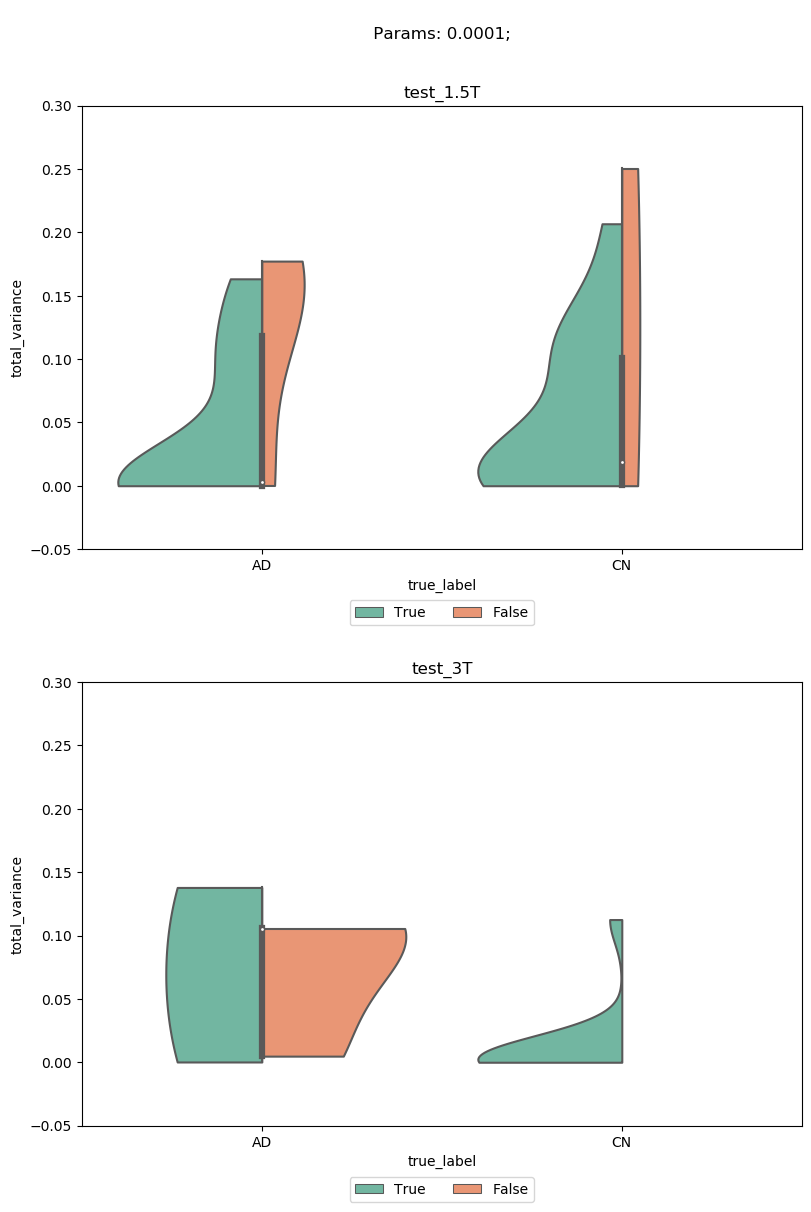 Params: 0.0001;
test_1.5T
0.30
0.25
0.20
0.15
0.10
0.05
0.00
−0.05
total_variance
AD CN
true_label
True False
test_3T
0.30
0.25
0.20
0.15
0.10
0.05
0.00
−0.05
total_variance
AD CN
true_label
True False